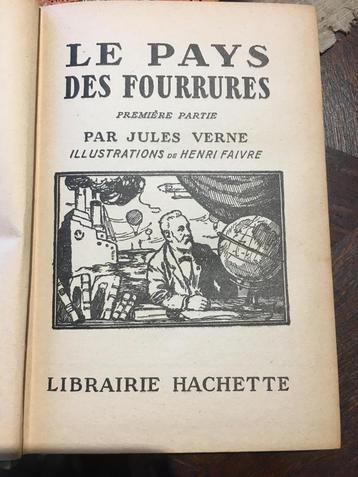 LE PAYS
DES FOURRURES
PREMIÈRE PARTIE
PAR JULES VERNE
ILLUSTRATIONS DE HENRI FAIVRE
LIBRAIRIE HACHETTE